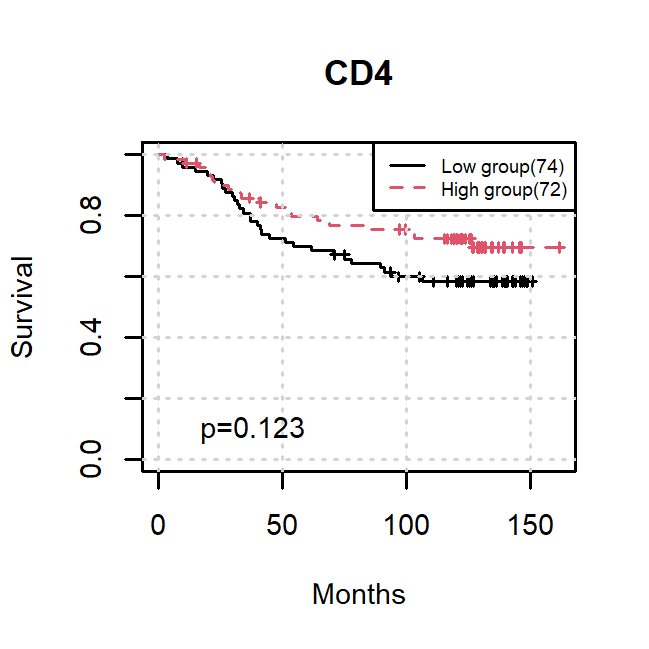 CD4
Low group(74)
High group(72)
Survival
0.8
0.4
0.0
p=0.123
0 50 100 150
Months